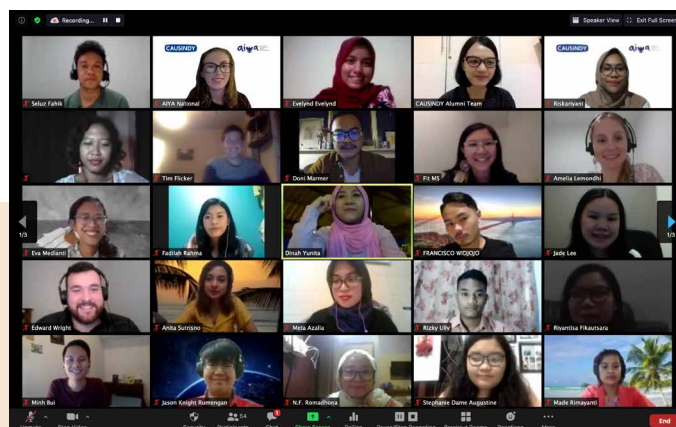 Recording...
Speaker View
Exit Full Screen
CAUSINDY aiya
CAUSINDY aiya
Seluz Fahik
AIYA National
Evelynd Evelynd
CAUSINDY Alumni Team
Riskariyani
Tim Flicker
Doni Marmer
Fit MS
Amelia Lemondhi
1/3
1/3
Eva Medianti
Fadilah Rahma
Dinah Yunita
FRANCISCO WIDJOJO
Jade Lee
Edward Wright
Anita Sutrisno
Meta Azalia
Rizky Ully
Riyantisa Fikautsara
Minh Bui
Jason Knight Rumengan
N.F. Romadhona
Stephanie Dame Augustine
Made Rimayanti
54
1
End